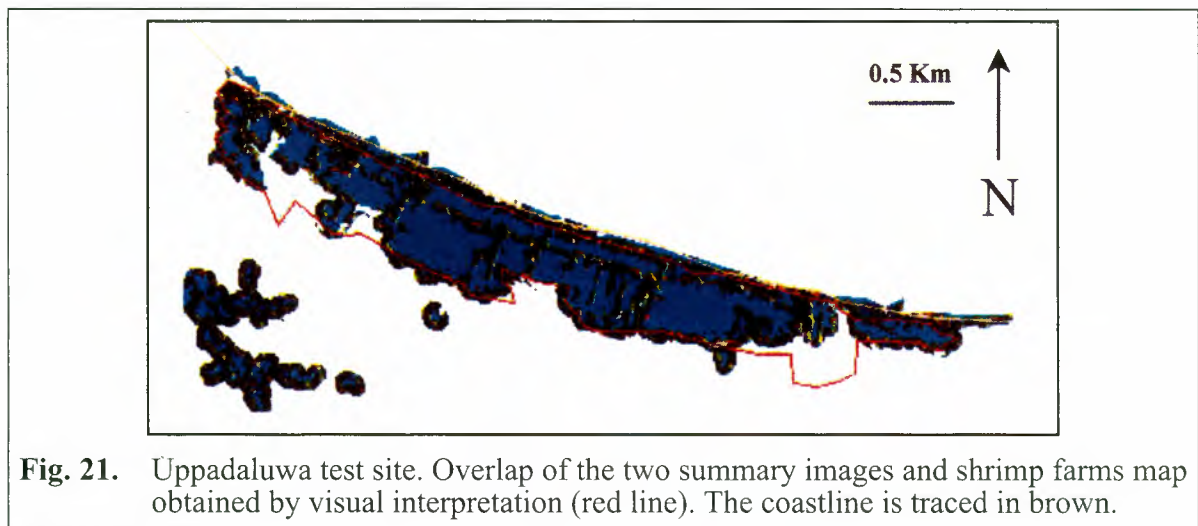 0.5 Km
N
Fig. 21. Uppadaluwa test site. Overlap of the two summary images and shrimp farms map
obtained by visual interpretation (red line). The coastline is traced in brown.